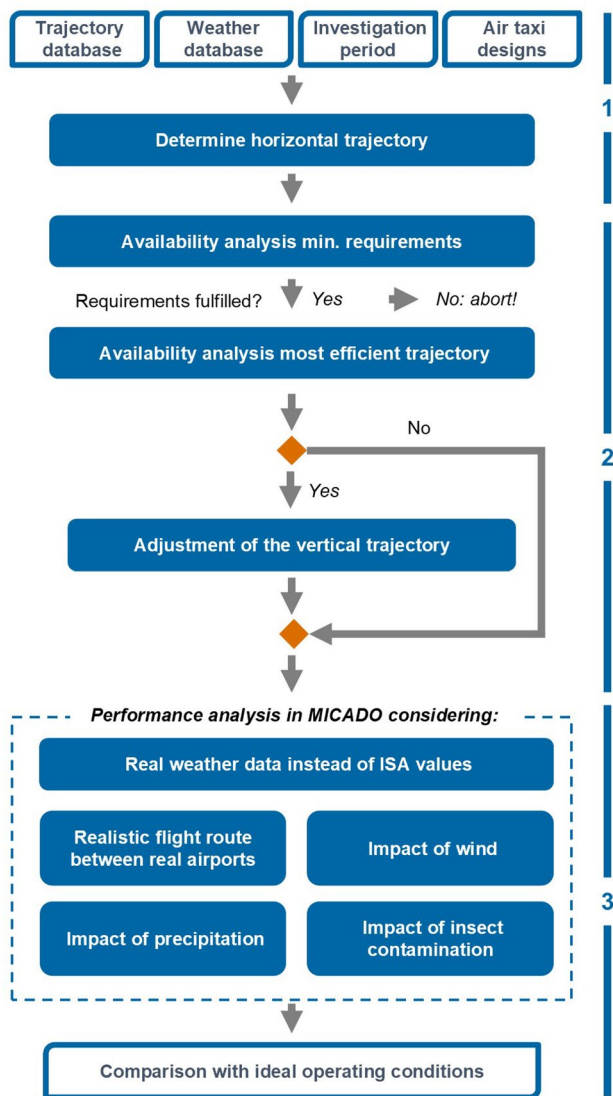 Trajectory
database
Weather
database
Investigation
period
Air taxi
designs
1
Determine horizontal trajectory
Availability analysis min. requirements
Requirements fulfilled? Yes No: abort!
Availability analysis most efficient trajectory
No
2
Yes
Adjustment of the vertical trajectory
Performance analysis in MICADO considering:
Real weather data instead of ISA values
Realistic flight route
between real airports
Impact of wind
3
Impact of precipitation
Impact of insect
contamination
Comparison with ideal operating conditions